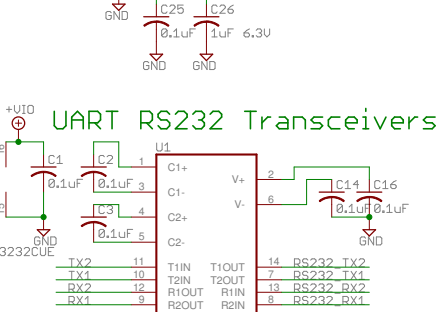 C25 C26
GND
0.1uF 1uF 6.3V
GND GND
+VIO
UART RS232 Transceivers
U1
C1 C2 1 C1+
V+ 2
0.1uF 0.1uF
3 C1-
C14 C16
C3 4 C2+
V- 6
0.1uF 0.1uF
0.1uF
GND 5 C2-
GND
3232CUE
TX2 11 T1IN T1OUT 14 RS232_TX2
TX1 10 T2IN T2OUT 7 RS232_TX1
RX2 12 R1OUT R1IN 13 RS232_RX2
RX1 9 R2OUT R2IN 8 RS232_RX1